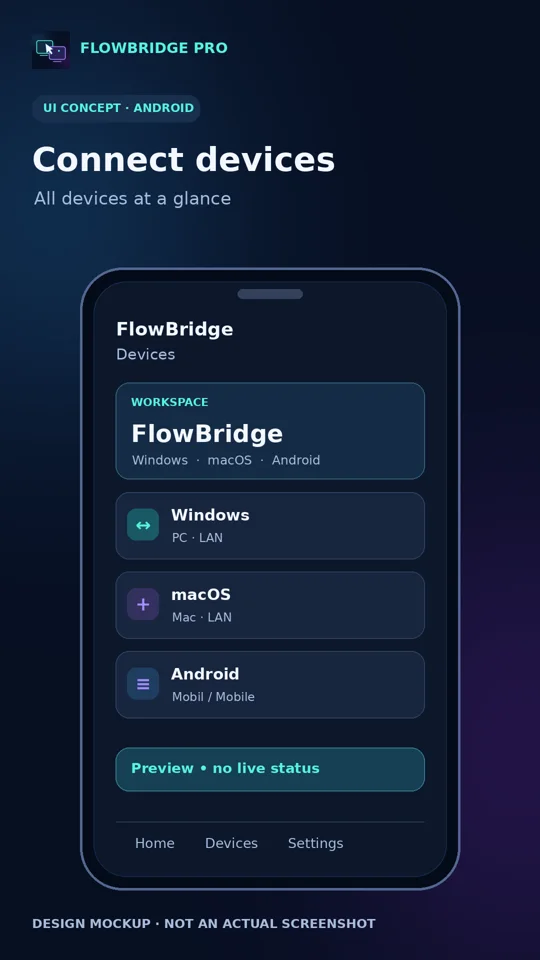 FLOWBRIDGE PRO
UI CONCEPT · ANDROID
Connect devices
All devices at a glance
FlowBridge
Devices
WORKSPACE
FlowBridge
Windows · macOS · Android
Windows
PC · LAN
macOS
Mac · LAN
Android
Mobil / Mobile
Preview • no live status
Home Devices Settings
DESIGN MOCKUP · NOT AN ACTUAL SCREENSHOT